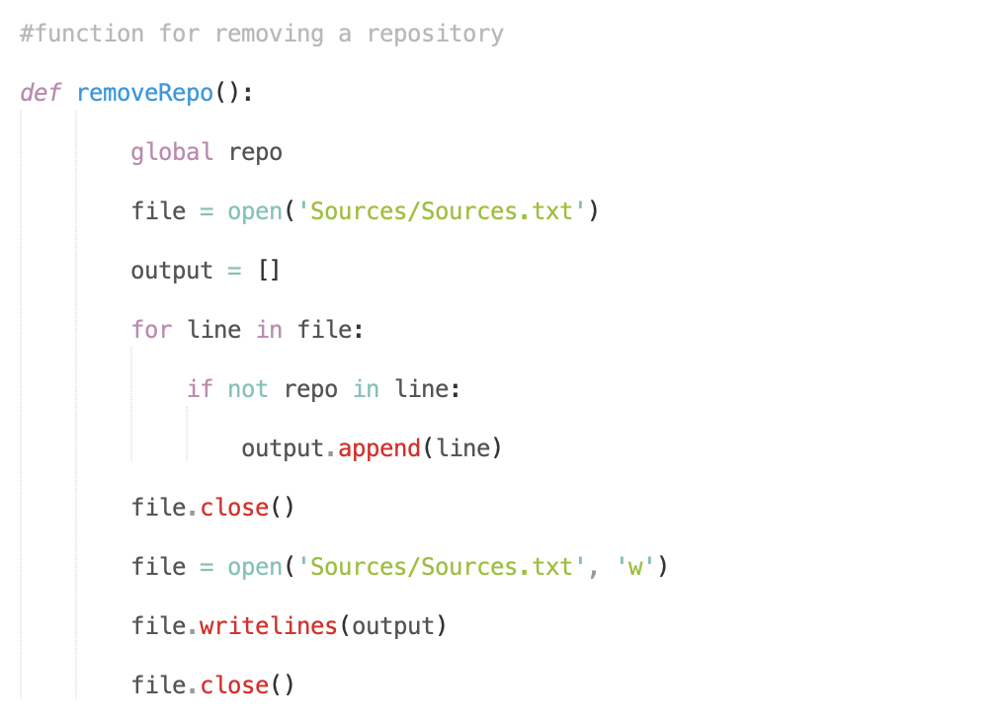 #function for removing a repository
def removeRepo():
        global repo
        file = open('Sources/Sources.txt')
        output = []
        for line in file:
            if not repo in line:
                output.append(line)
        file.close()
        file = open('Sources/Sources.txt', 'w')
        file.writelines(output)
        file.close()